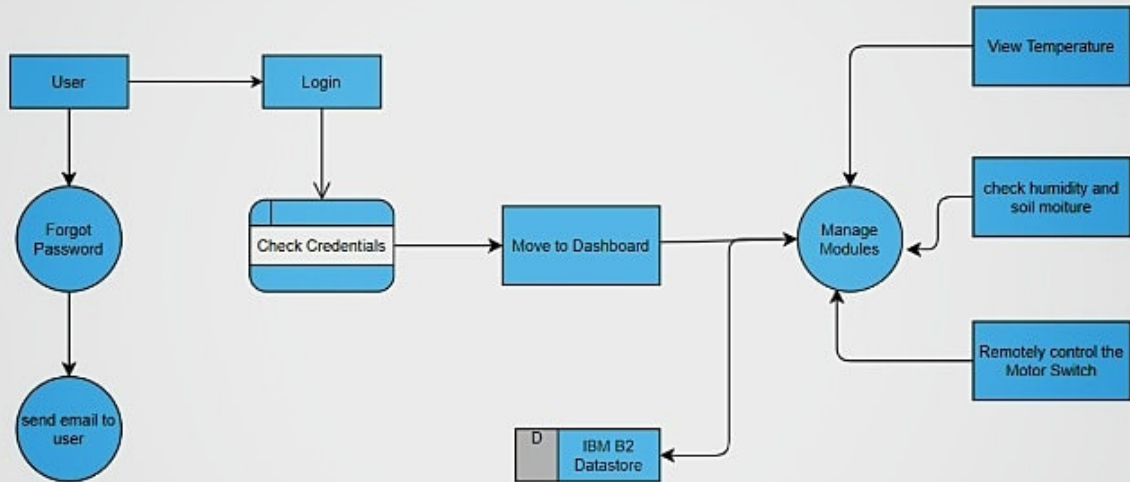 User
Login
View Temperature
Forgot
Password
Check Credentials
Move to Dashboard
Manage
Modules
check humidity and
soil moiture
send email to
user
D
IBM B2
Datastore
Remotely control the
Motor Switch